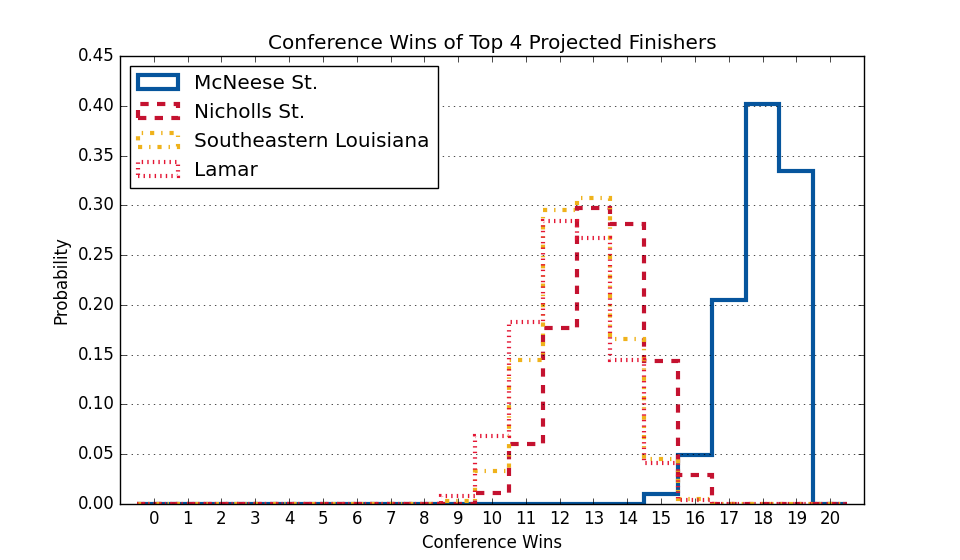 Conference Wins of Top 4 Projected Finishers
0.45
0.40
0.35
0.30
0.25
0.20
0.15
0.10
0.05
0.00
Probability
McNeese St.
Nicholls St.
Southeastern Louisiana
Lamar
0 1 2 3 4 5 6 7 8 9 10 11 12 13 14 15 16 17 18 19 20
Conference Wins